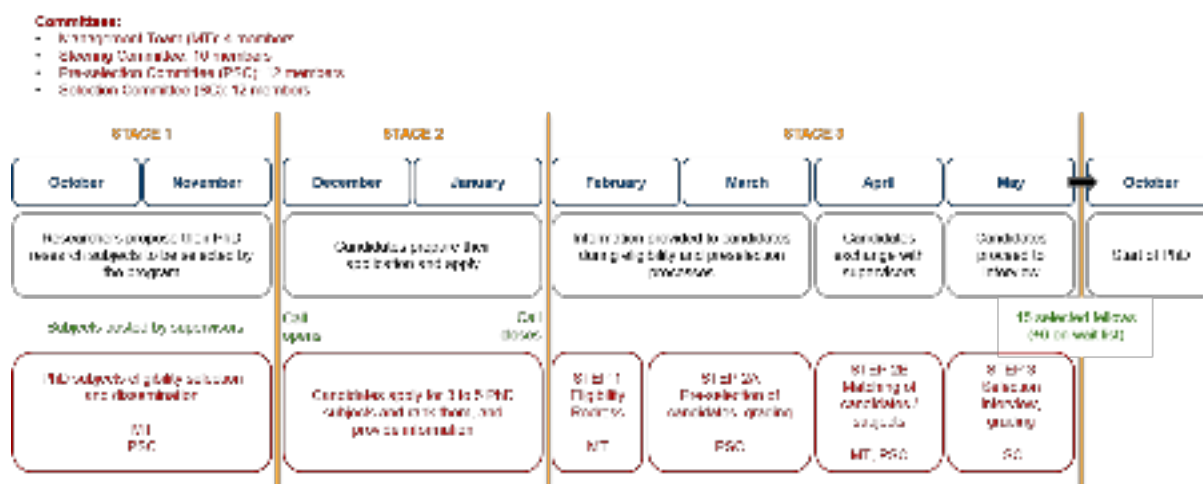 Committees:
• Management Team (MT): 4 members
• Steering Committee: 10 members
• Pre-selection Committee (PSC): 12 members
• Selection Committee (SC): 12 members
STAGE 1
STAGE 2
STAGE 3
October
November
December
January
February
March
April
May
October
Researchers propose their PhD
research subjects to be selected by
the program
Candidates prepare their
application and apply
Information provided to candidates
during eligibility and preselection
processes
Candidates
exchange with
supervisors
Candidates
proceed to
interview
Start of PhD
Subjects posted by supervisors
Call
opens
Call
closes
15 selected fellows
on wait list)
PhD subjects eligibility selection
and dissemination
MT
PSC
Candidates apply for 3 to 5 PhD
subjects and rank them, and
provide information
STEP 1
Eligibility
MT
STEP 2A
Pre-selection of
candidates, grading
PSC
STEP 2B
Matching of
candidates /
subjects
MT, PSC
STEP 3
Selection
interview,
grading
SC